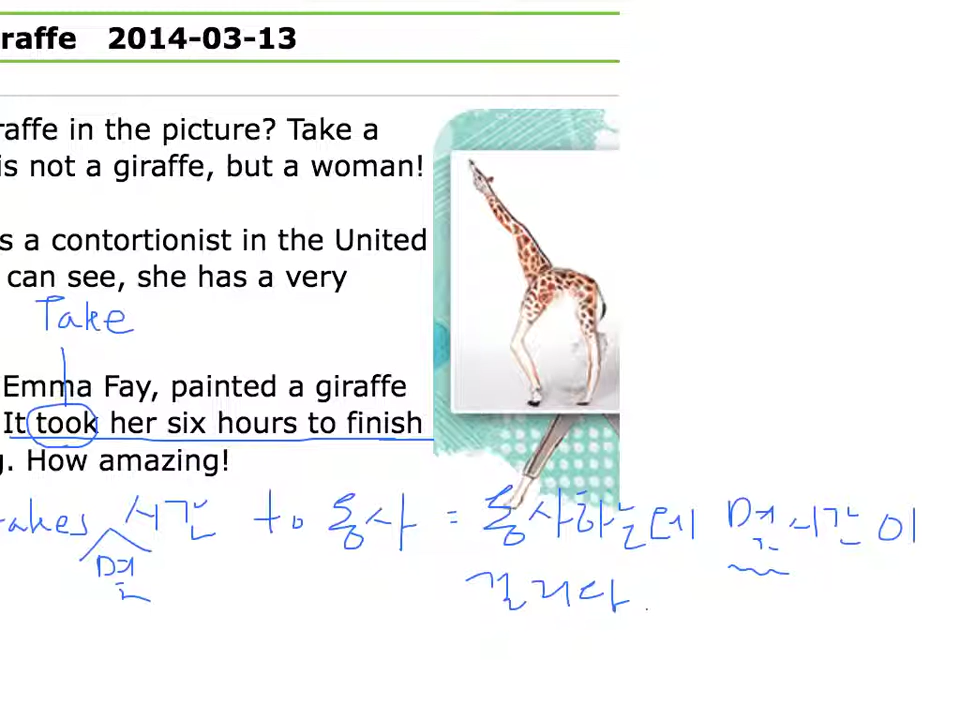 raffe 2014-03-13
raffe in the picture? Take a
is not a giraffe, but a woman!
s a contortionist in the United
can see, she has a very
Take
Emma Fay, painted a giraffe
It took her six hours to finish
g. How amazing!
takes 시간 to 동사 = 동사하는데 몇시간이
몇
걸리다.